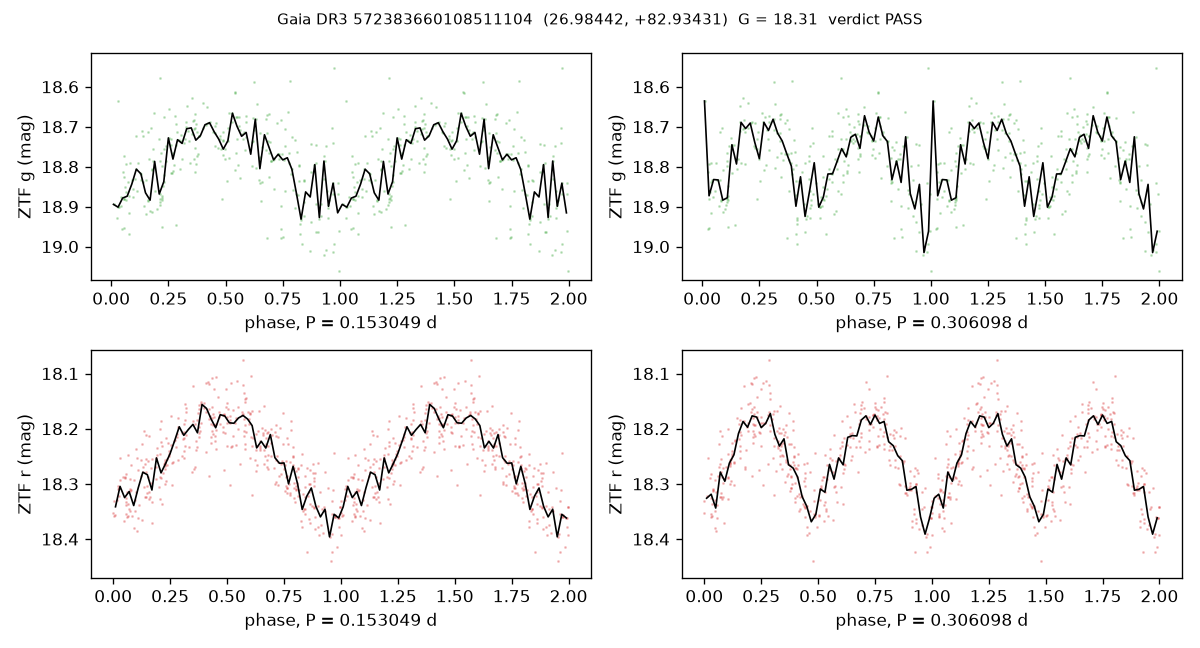 Gaia DR3 572383660108511104  (26.98442, +82.93431)  G = 18.31  verdict PASS
ZTF g (mag)
18.6
18.7
18.8
18.9
19.0
0.00 0.25 0.50 0.75 1.00 1.25 1.50 1.75 2.00
phase, P = 0.153049 d
ZTF g (mag)
18.6
18.7
18.8
18.9
19.0
0.00 0.25 0.50 0.75 1.00 1.25 1.50 1.75 2.00
phase, P = 0.306098 d
ZTF r (mag)
18.1
18.2
18.3
18.4
0.00 0.25 0.50 0.75 1.00 1.25 1.50 1.75 2.00
phase, P = 0.153049 d
ZTF r (mag)
18.1
18.2
18.3
18.4
0.00 0.25 0.50 0.75 1.00 1.25 1.50 1.75 2.00
phase, P = 0.306098 d